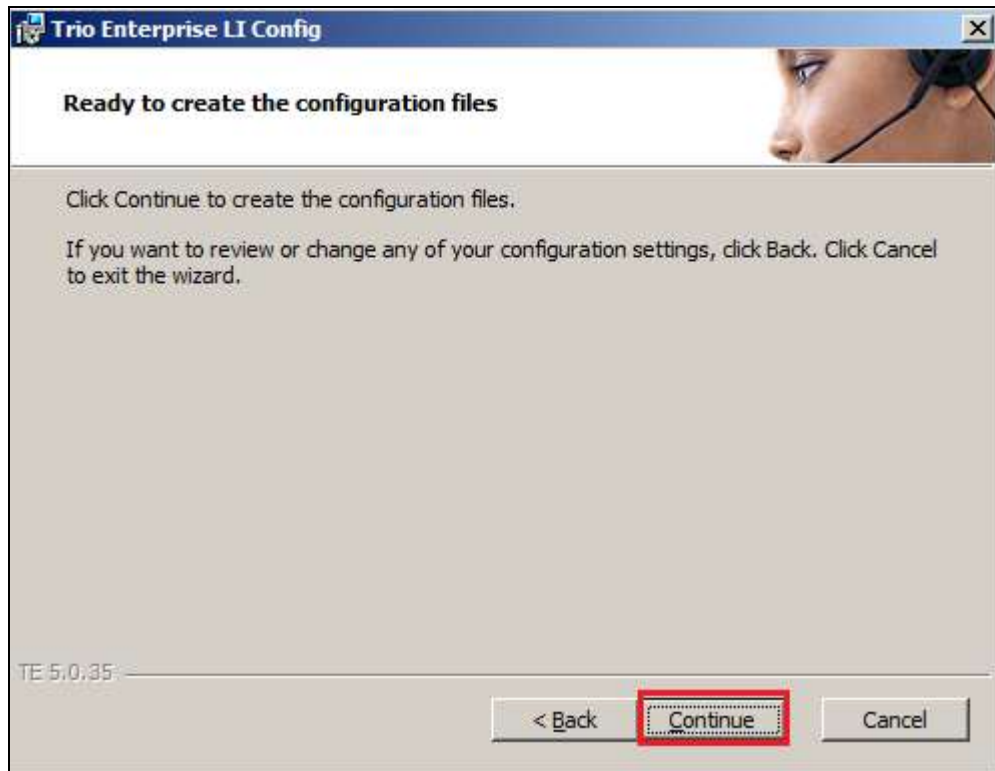 Trio Enterprise LI Config
Ready to create the configuration files
Click Continue to create the configuration files.
If you want to review or change any of your configuration settings, click Back. Click Cancel
to exit the wizard.
TE 5.0.35
< Back Continue Cancel